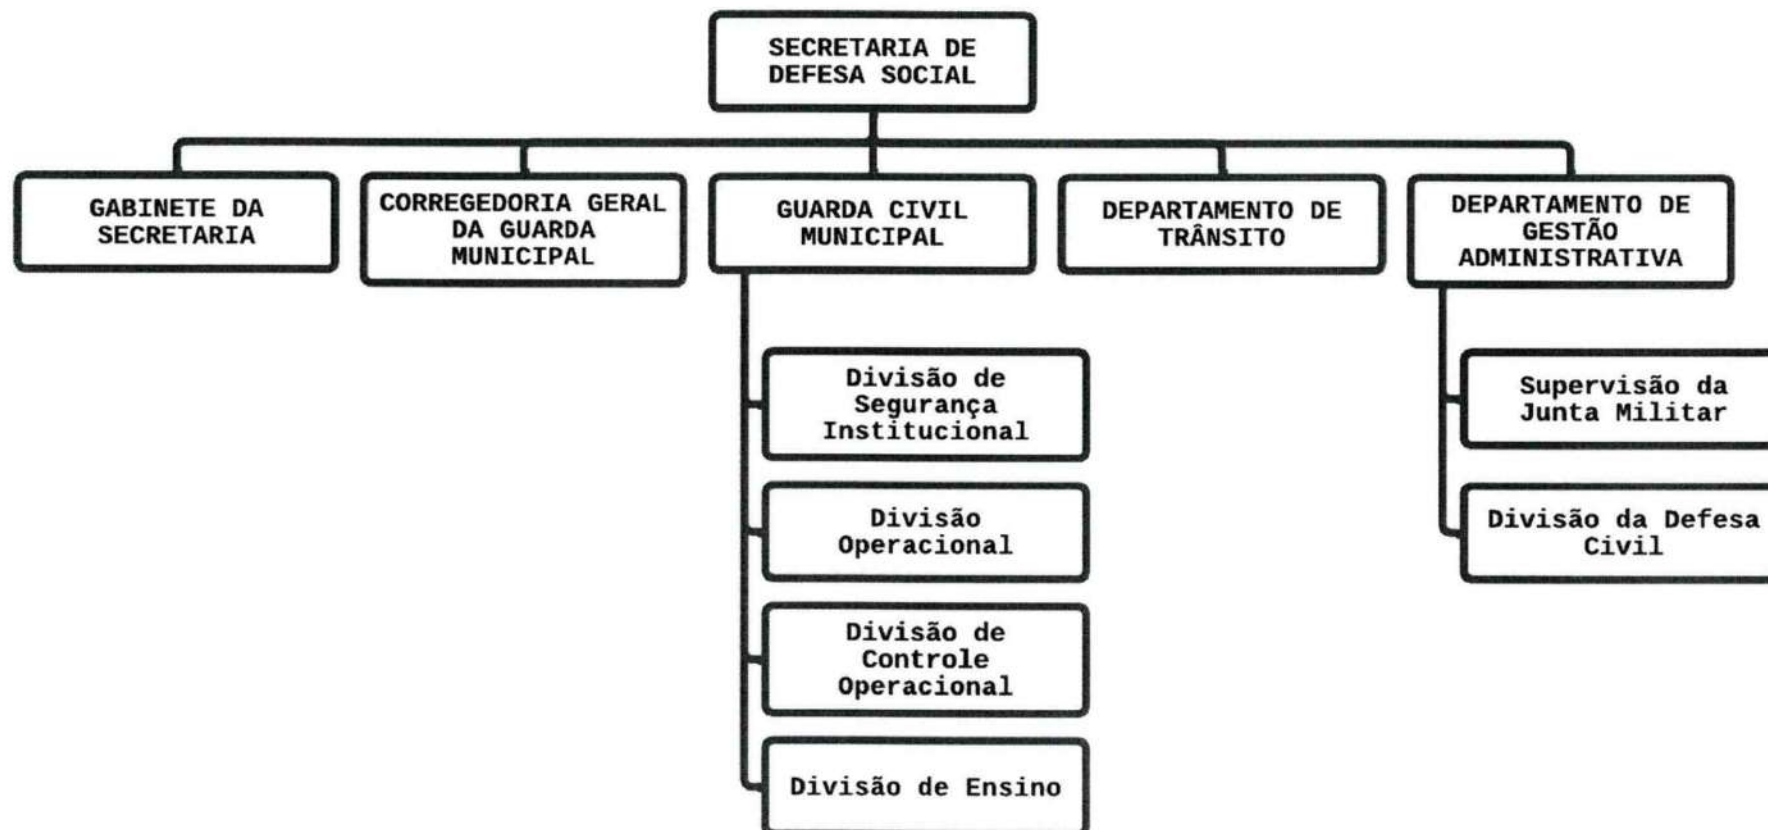 SECRETARIA DE
DEFESA SOCIAL
GABINETE DA
SECRETARIA
CORREGEDORIA GERAL
DA GUARDA
MUNICIPAL
GUARDA CIVIL
MUNICIPAL
DEPARTAMENTO DE
TRÂNSITO
DEPARTAMENTO DE
GESTÃO
ADMINISTRATIVA
Divisão de
Segurança
Institucional
Divisão
Operacional
Divisão de
Controle
Operacional
Divisão de Ensino
Supervisão da
Junta Militar
Divisão da Defesa
Civil